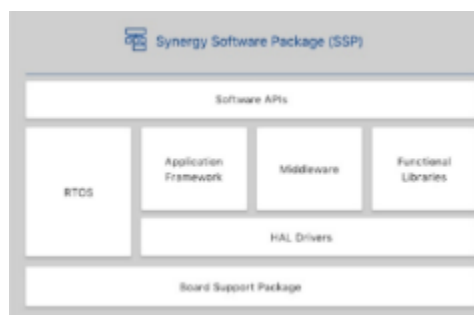 Synergy Software Package (SSP)
Software APIs
RTOS
Application
Framework
Middleware
Functional
Libraries
HAL Drivers
Board Support Package